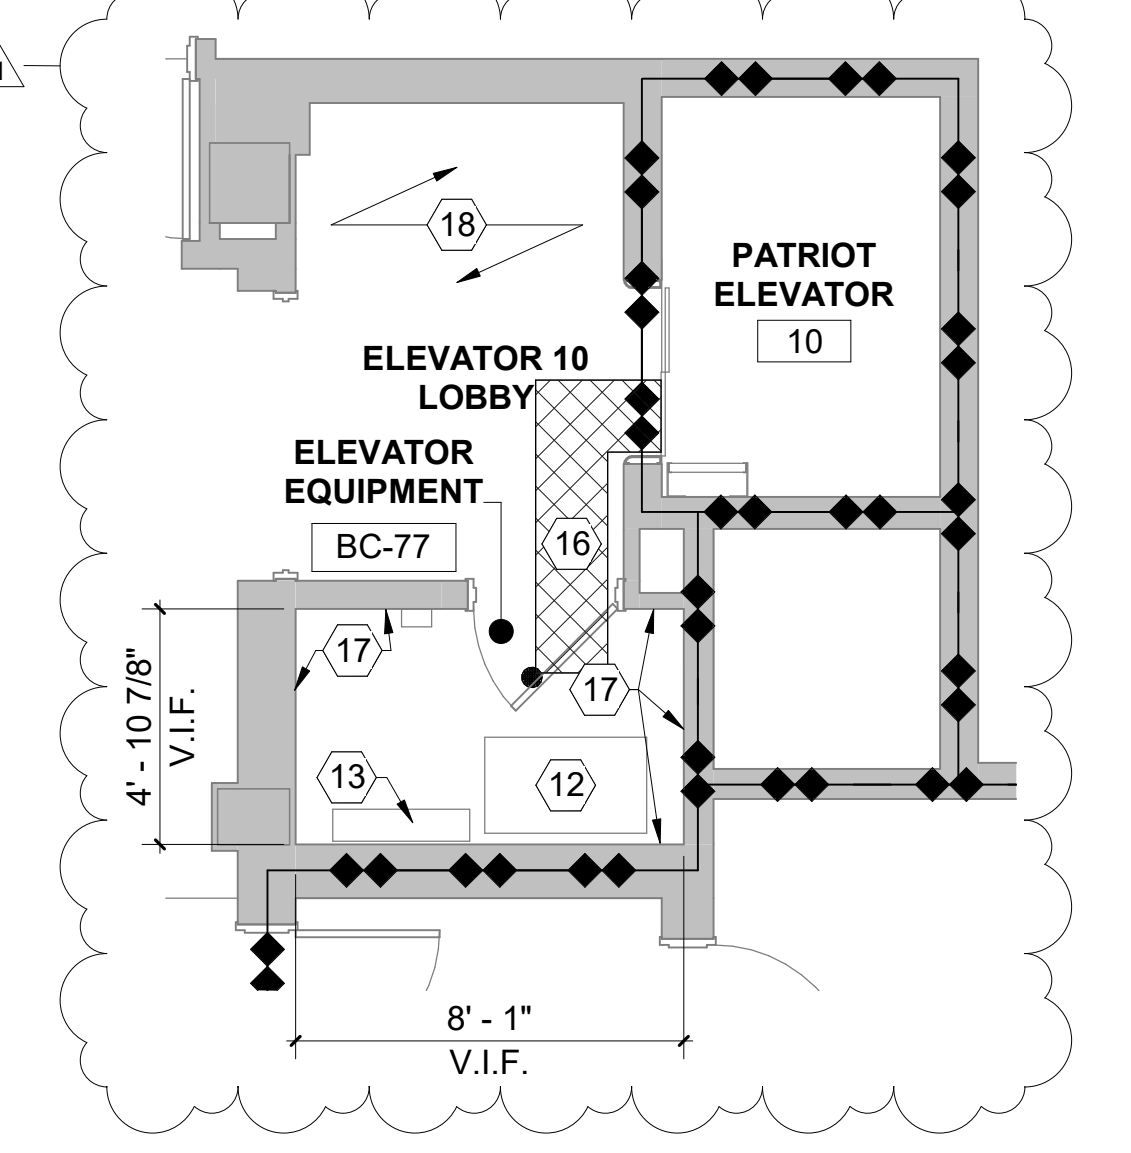 18
PATRIOT
ELEVATOR
10
ELEVATOR 10
LOBBY
ELEVATOR
EQUIPMENT
BC-77
16
17
17
4' - 10 7/8"
V.I.F.
13
12
8' - 1"
V.I.F.